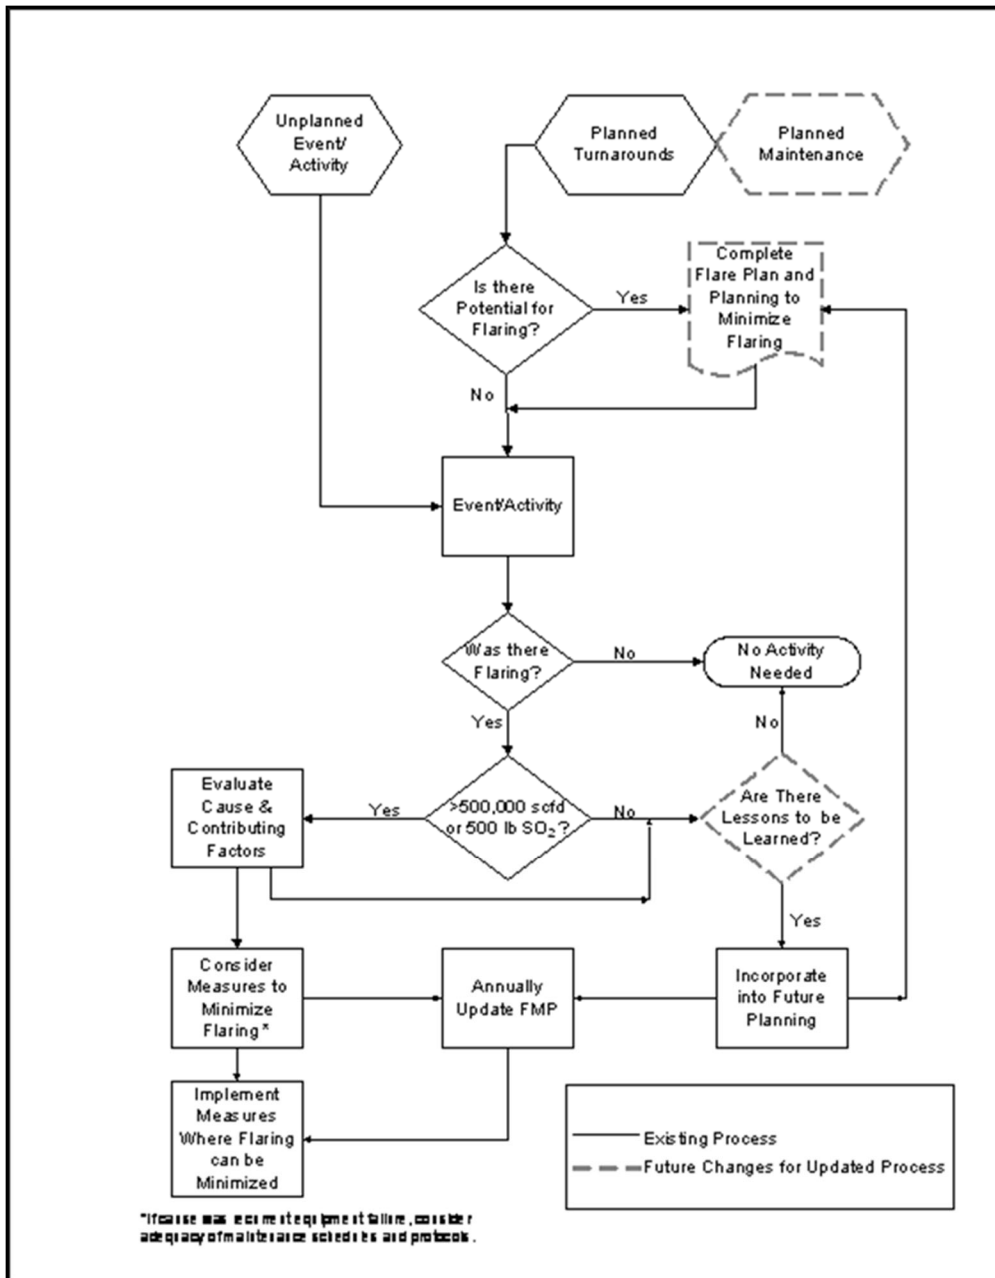 Unplanned
Event/
Activity
Planned
Turnarounds
Planned
Maintenance
Is there
Potential for
Flaring?
Yes
Complete
Flare Plan and
Planning to
Minimize
Flaring
No
Event/Activity
Was there
Flaring?
No
No Activity
Needed
Yes
No
Evaluate
Cause &
Contributing
Factors
Yes
>500,000 scfd
or 500 lb SO₂?
No
Are There
Lessons to be
Learned?
Yes
Consider
Measures to
Minimize
Flaring*
Annually
Update FMP
Incorporate
into Future
Planning
Implement
Measures
Where Flaring
can be
Minimized
Existing Process
Future Changes for Updated Process
*If cause was recurrent equipment failure, consider
adequacy of maintenance schedules and protocols.